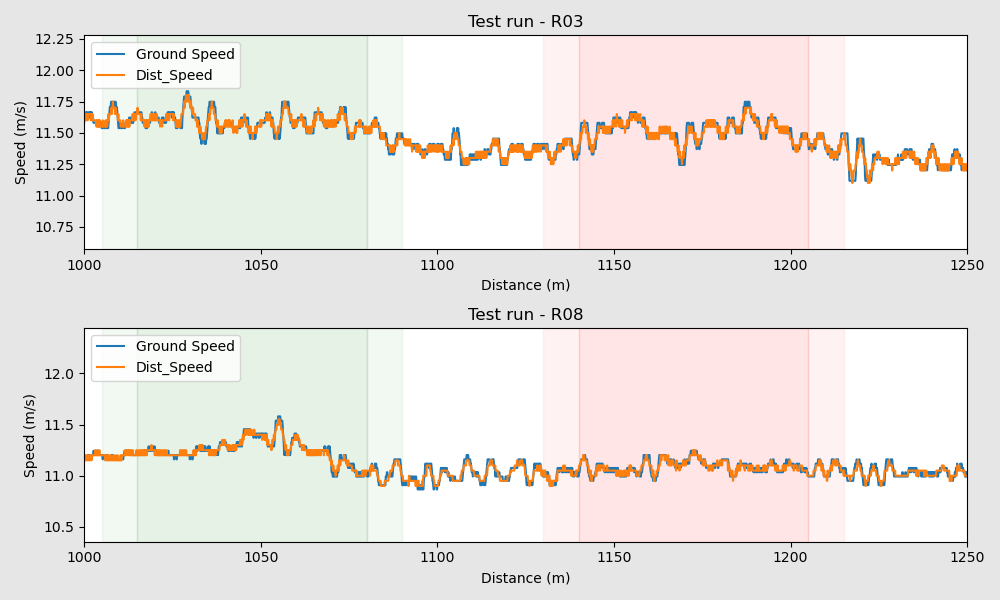 Test run - R03
12.25
12.00
11.75
11.50
11.25
11.00
10.75
Speed (m/s)
Ground Speed
Dist_Speed
1000 1050 1100 1150 1200 1250
Distance (m)
Test run - R08
12.0
11.5
11.0
10.5
Speed (m/s)
Ground Speed
Dist_Speed
1000 1050 1100 1150 1200 1250
Distance (m)